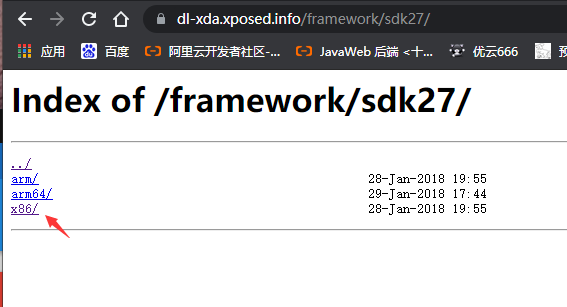 dl-xda.xposed.info/framework/sdk27/
应用 百度 阿里云开发者社区-... JavaWeb 后端 <十... 优云666 预
Index of /framework/sdk27/
../
arm/ 28-Jan-2018 19:55
arm64/ 29-Jan-2018 17:44
x86/ 28-Jan-2018 19:55